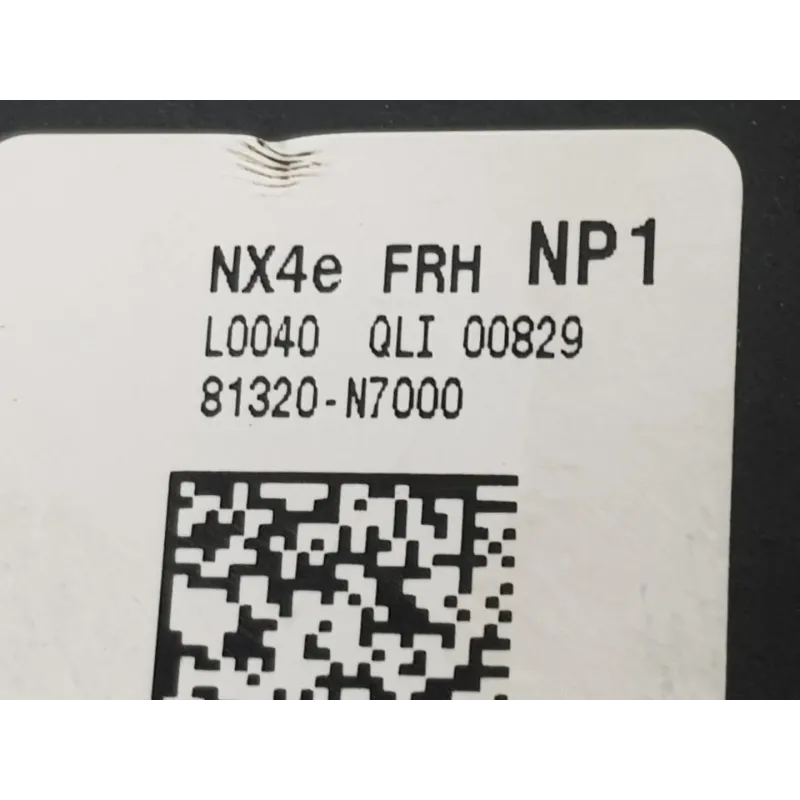 NX4e FRH NP1
L0040 QLI 00829
81320-N7000